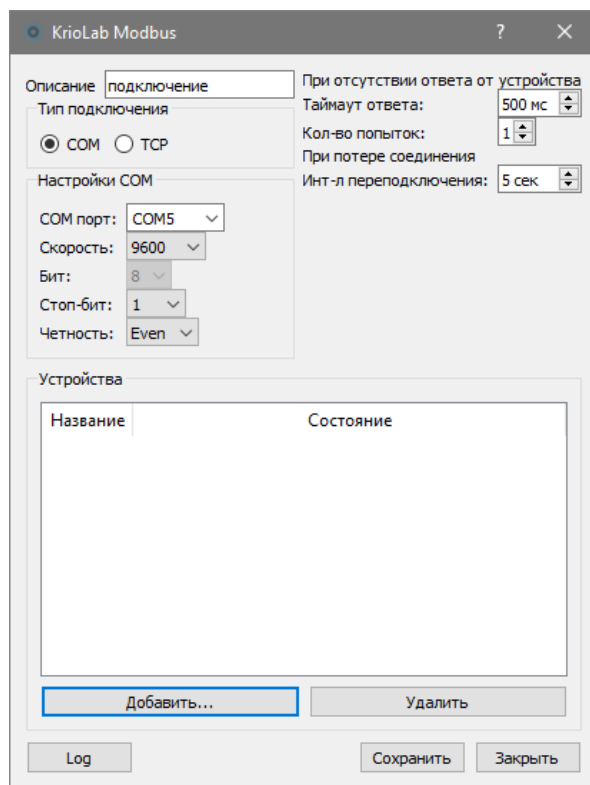 KrioLab Modbus
?
Описание подключение
Тип подключения
COM TCP
Настройки COM
COM порт: COM5
Скорость: 9600
Бит: 8
Стоп-бит: 1
Четность: Even
При отсутствии ответа от устройства
Таймаут ответа: 500 мс
Кол-во попыток: 1
При потере соединения
Инт-л переподключения: 5 сек
Устройства
Название Состояние
Добавить... Удалить
Log Сохранить Закрыть